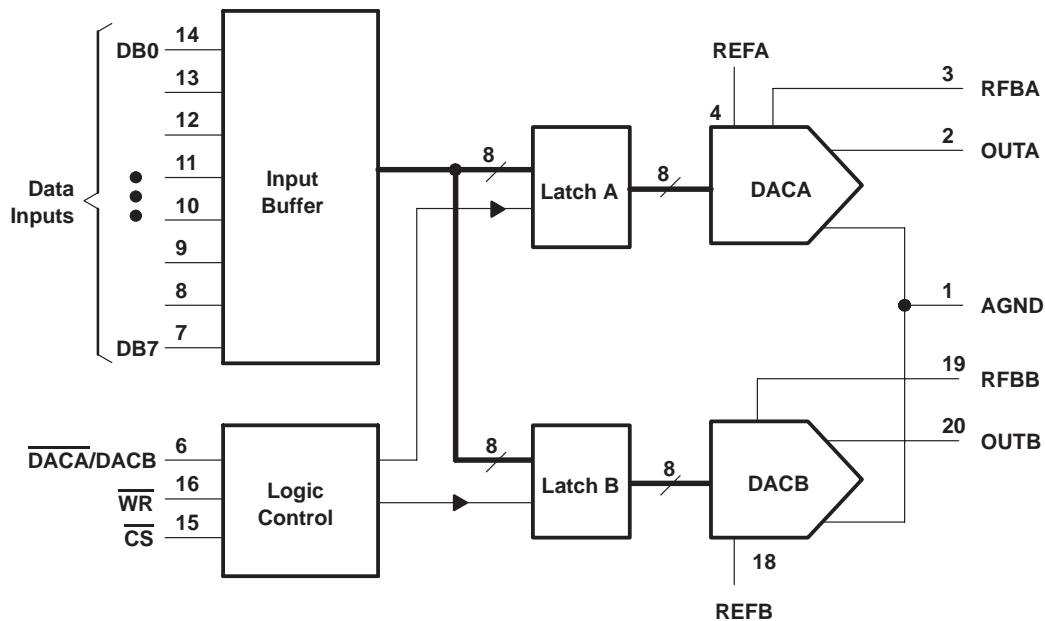 DB0
14
13
12
11
10
9
8
7
DB7
Data
Inputs
Input
Buffer
8
Latch A
8
REFA
4
DACA
3
RFBA
2
OUTA
1
AGND
19
RFBB
20
OUTB
DACA/DACB
6
WR
16
CS
15
Logic
Control
8
Latch B
8
DACB
18
REFB